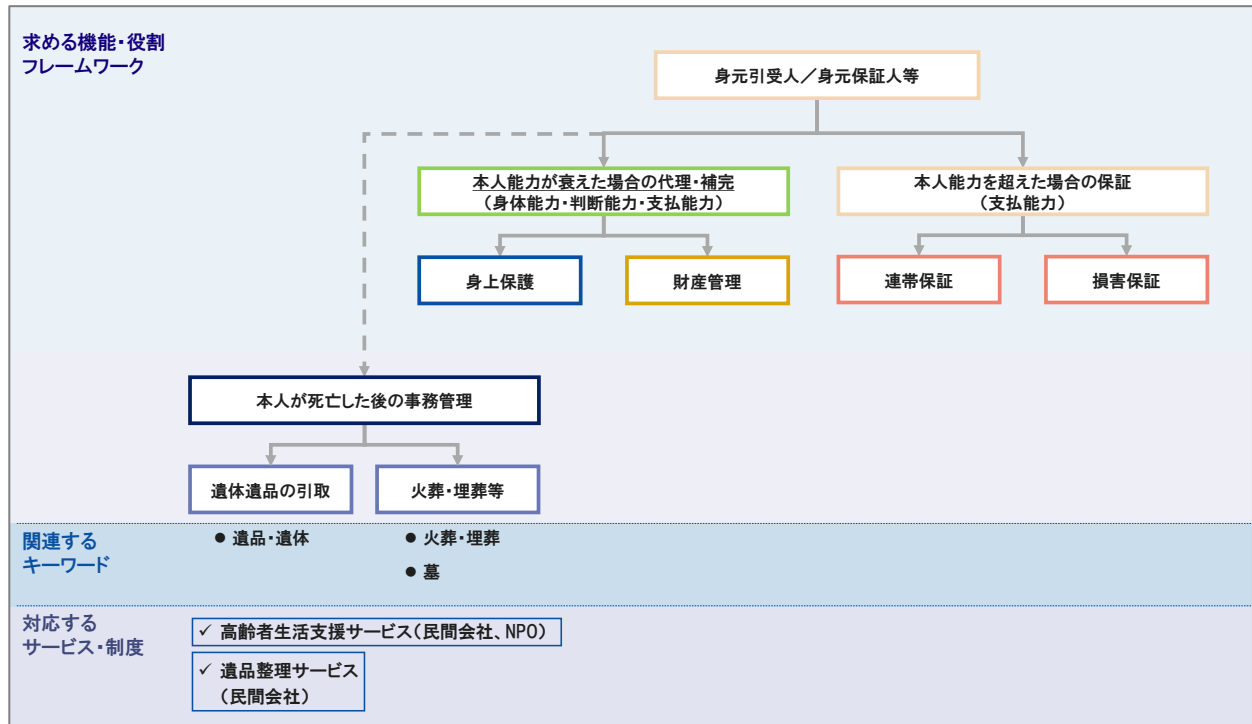 求める機能・役割
フレームワーク
身元引受人／身元保証人等
本人能力が衰えた場合の代理・補完
（身体能力・判断能力・支払能力）
本人能力を超えた場合の保証
（支払能力）
身上保護
財産管理
連帯保証
損害保証
本人が死亡した後の事務管理
遺体遺品の引取
火葬・埋葬等
関連する
キーワード
● 遺品・遺体
● 火葬・埋葬
● 墓
対応する
サービス・制度
✓ 高齢者生活支援サービス（民間会社、NPO）
✓ 遺品整理サービス
（民間会社）